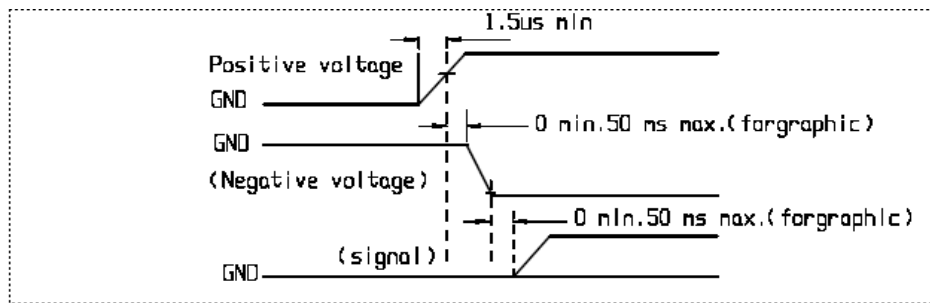 1.5us min
Positive voltage
GND
0 min.50 ms max.(forgraphic)
GND
(Negative voltage)
0 min.50 ms max.(forgraphic)
(signal)
GND